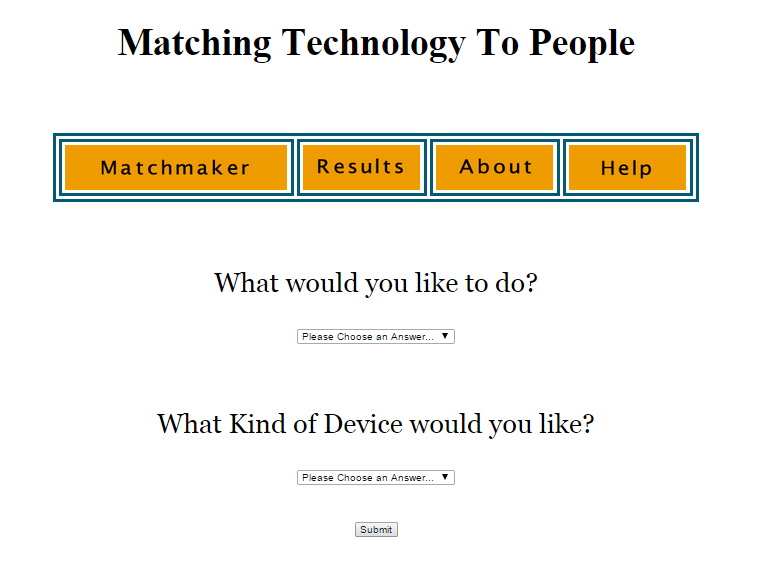 Matching Technology To People
Matchmaker Results About Help
What would you like to do?
Please Choose an Answer...
What Kind of Device would you like?
Please Choose an Answer...
Submit